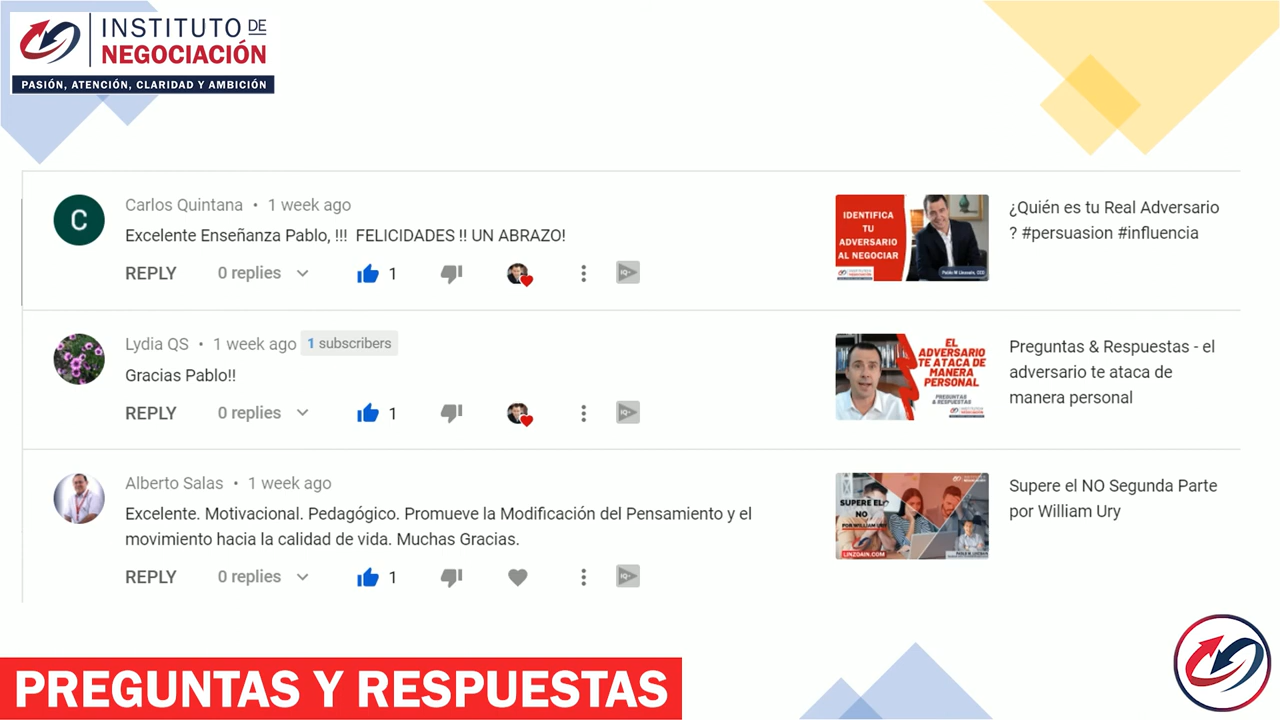 INSTITUTO DE
NEGOCIACIÓN
PASIÓN, ATENCIÓN, CLARIDAD Y AMBICIÓN
C
Carlos Quintana • 1 week ago
Excelente Enseñanza Pablo, !!! FELICIDADES !! UN ABRAZO!
REPLY 0 replies 1
IDENTIFICA
TU
ADVERSARIO
AL NEGOCIAR
¿Quién es tu Real Adversario
? #persuasion #influencia
Lydia QS • 1 week ago 1 subscribers
Gracias Pablo!!
REPLY 0 replies 1
EL
ADVERSARIO
TE ATACA DE
MANERA
PERSONAL
PREGUNTAS
& RESPUESTAS
Preguntas & Respuestas - el
adversario te ataca de
manera personal
Alberto Salas • 1 week ago
Excelente. Motivacional. Pedagógico. Promueve la Modificación del Pensamiento y el
movimiento hacia la calidad de vida. Muchas Gracias.
REPLY 0 replies 1
SUPERE EL
NO
POR WILLIAM URY
LINZOAIN.COM
Supere el NO Segunda Parte
por William Ury
PREGUNTAS Y RESPUESTAS